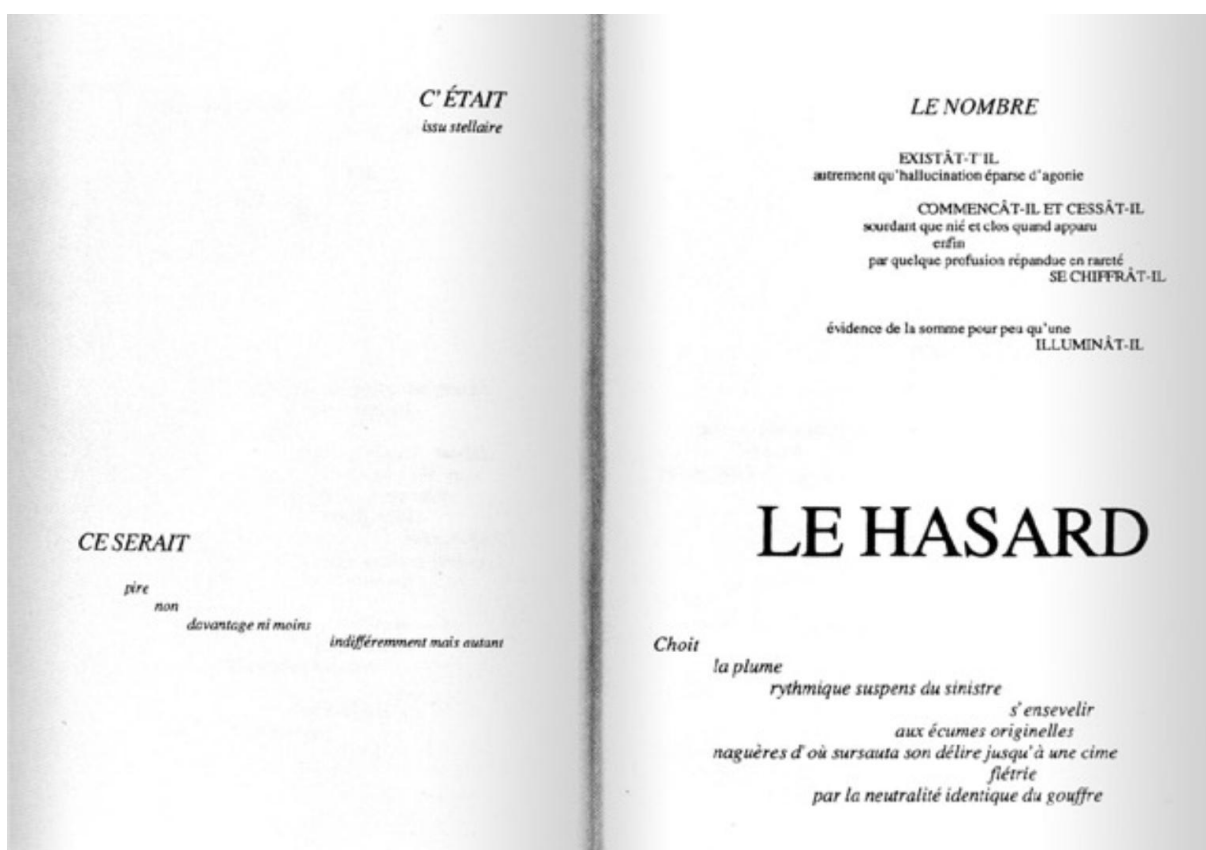 C'ÉTAIT
issu stellaire
CE SERAIT
pire
non
davantage ni moins
indifféremment mais autant
LE NOMBRE
EXISTÂT-T'IL
autrement qu'hallucination éparse d'agonie
COMMENCÂT-IL ET CESSÂT-IL
sourdant que nié et clos quand apparu
enfin
par quelque profusion répandue en rareté
SE CHIFFRÂT-IL
évidence de la somme pour peu qu'une
ILLUMINÂT-IL
LE HASARD
Choit
la plume
rythmique suspens du sinistre
s'ensevelir
aux écumes originelles
naguères d'où sursauta son délire jusqu'à une cime
flétrie
par la neutralité identique du gouffre